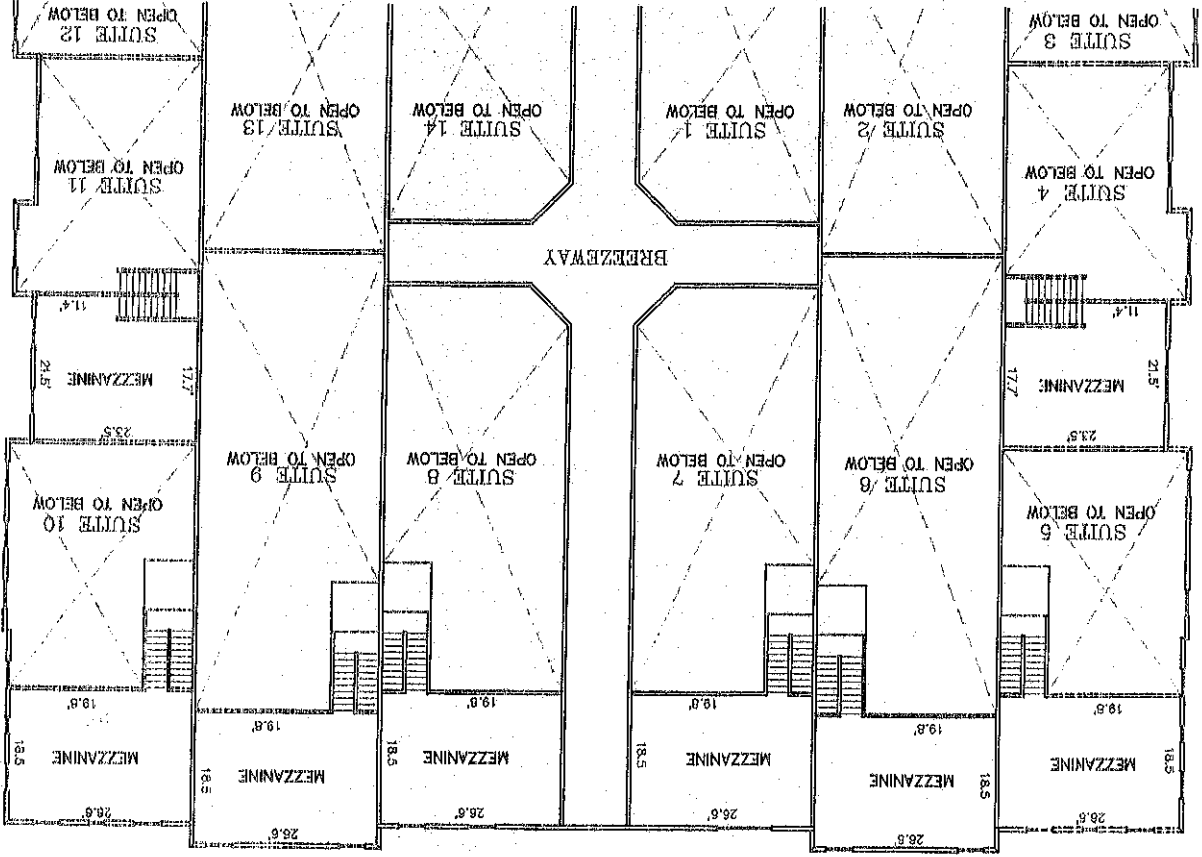 26.6'
18.5
MEZZANINE
19.8'
26.6'
18.5
MEZZANINE
19.8'
26.6'
MEZZANINE
18.5
19.8'
26.6'
MEZZANINE
18.5
19.8'
26.6'
MEZZANINE
18.5
19.8'
26.6'
MEZZANINE
18.5
19.8'
SUITE 5
OPEN TO BELOW
SUITE 6
OPEN TO BELOW
SUITE 7
OPEN TO BELOW
SUITE 8
OPEN TO BELOW
SUITE 9
OPEN TO BELOW
SUITE 10
OPEN TO BELOW
23.5'
21.5'
MEZZANINE
17.7'
11.4'
23.5'
17.7'
MEZZANINE
21.5'
11.4'
BREEZEWAY
SUITE 4
OPEN TO BELOW
SUITE 2
OPEN TO BELOW
SUITE 1
OPEN TO BELOW
SUITE 14
OPEN TO BELOW
SUITE 13
OPEN TO BELOW
SUITE 11
OPEN TO BELOW
SUITE 3
OPEN TO BELOW
SUITE 12
OPEN TO BELOW